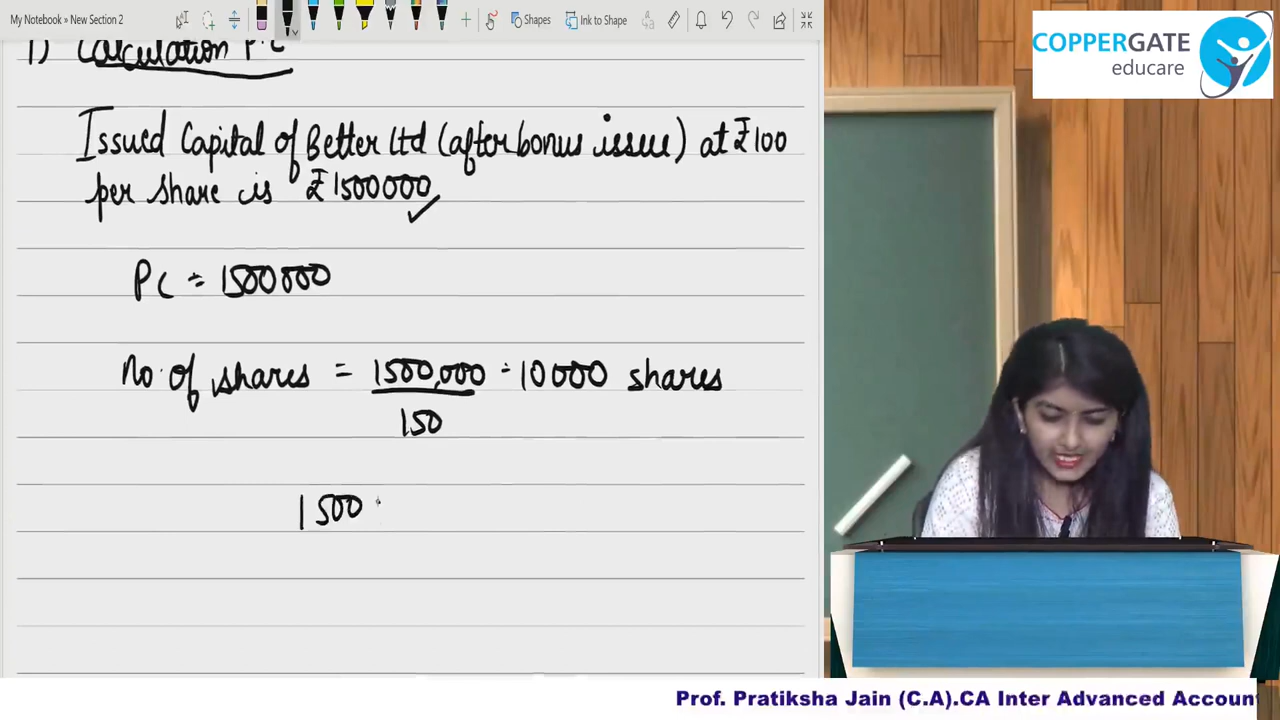 My Notebook » New Section 2
Shapes
Ink to Shape
COPPERGATE
educare
1) Calculation P.C
Issued Capital of Better Ltd (after bonus issue) at ₹100
per share is ₹1500000
PC = 1500000
No. of shares = 1500,000 = 10000 shares
150
1500
Prof. Pratiksha Jain (C.A).CA Inter Advanced Accoun